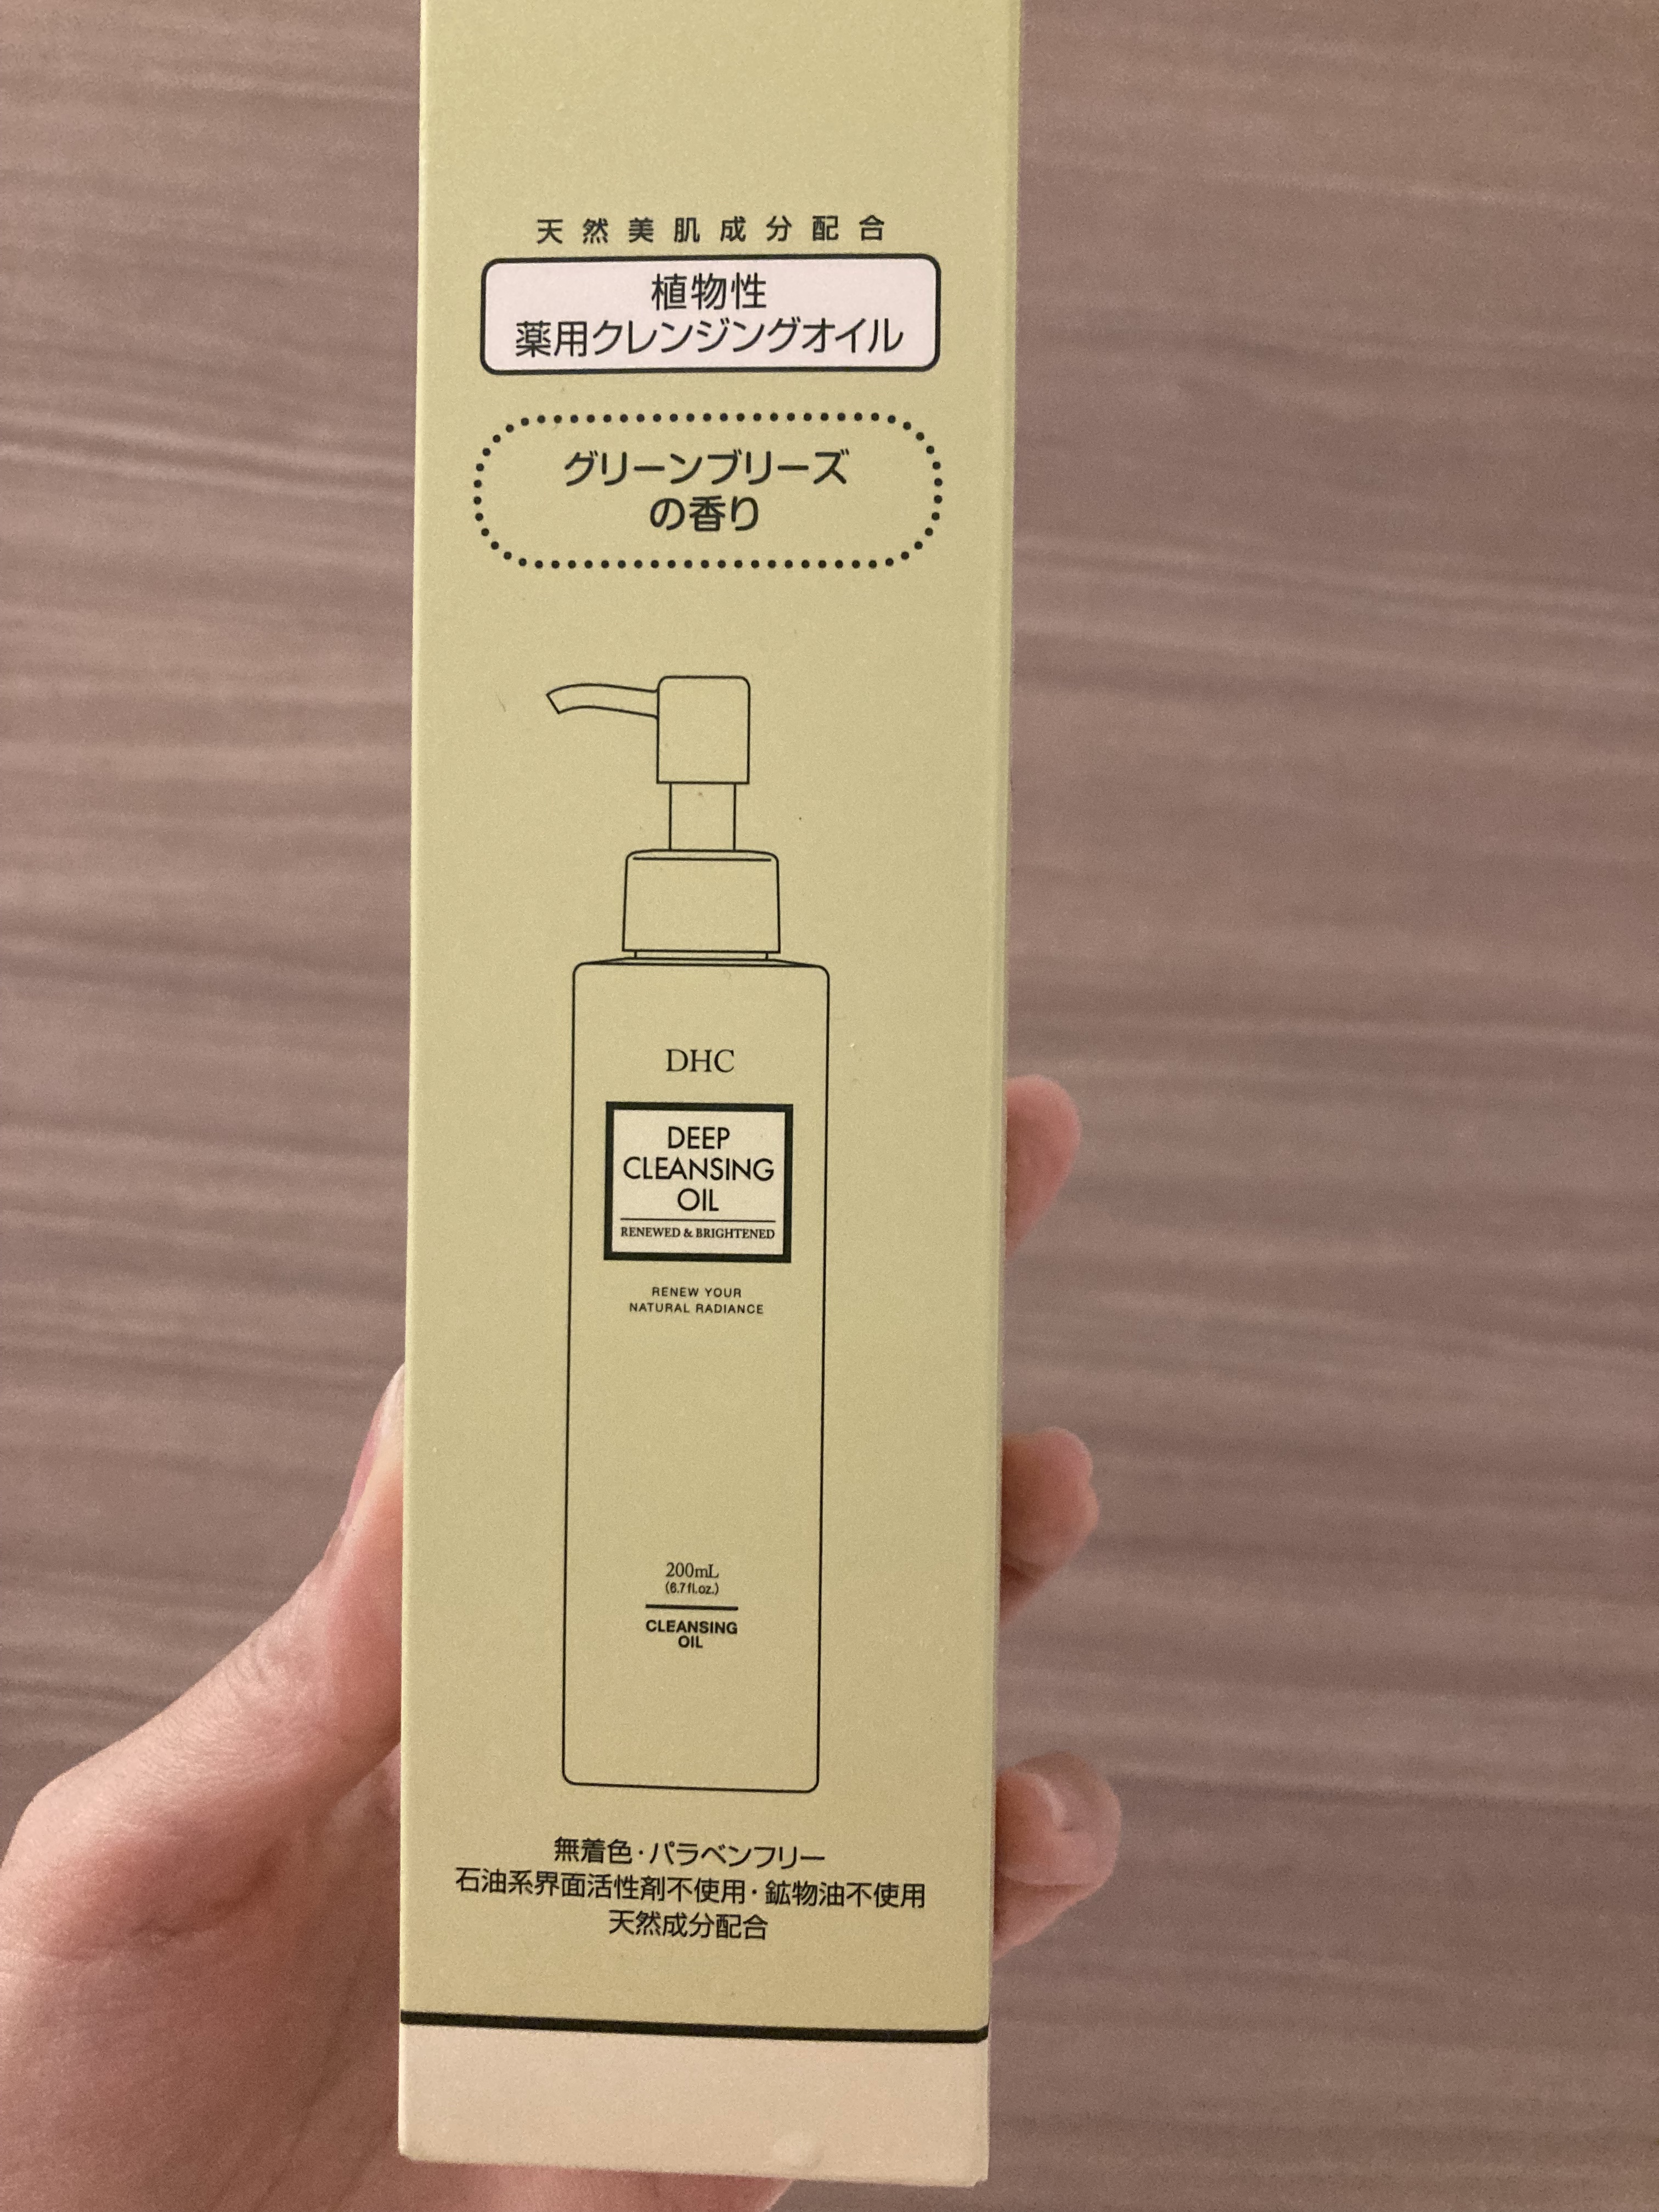 天然美肌成分配合
植物性
薬用クレンジングオイル
グリーンブリーズ
の香り
DHC
DEEP
CLEANSING
OIL
RENEWED & BRIGHTENED
RENEW YOUR
NATURAL RADIANCE
200mL
(6.7fl.oz.)
CLEANSING
OIL
無着色・パラベンフリー
石油系界面活性剤不使用・鉱物油不使用
天然成分配合